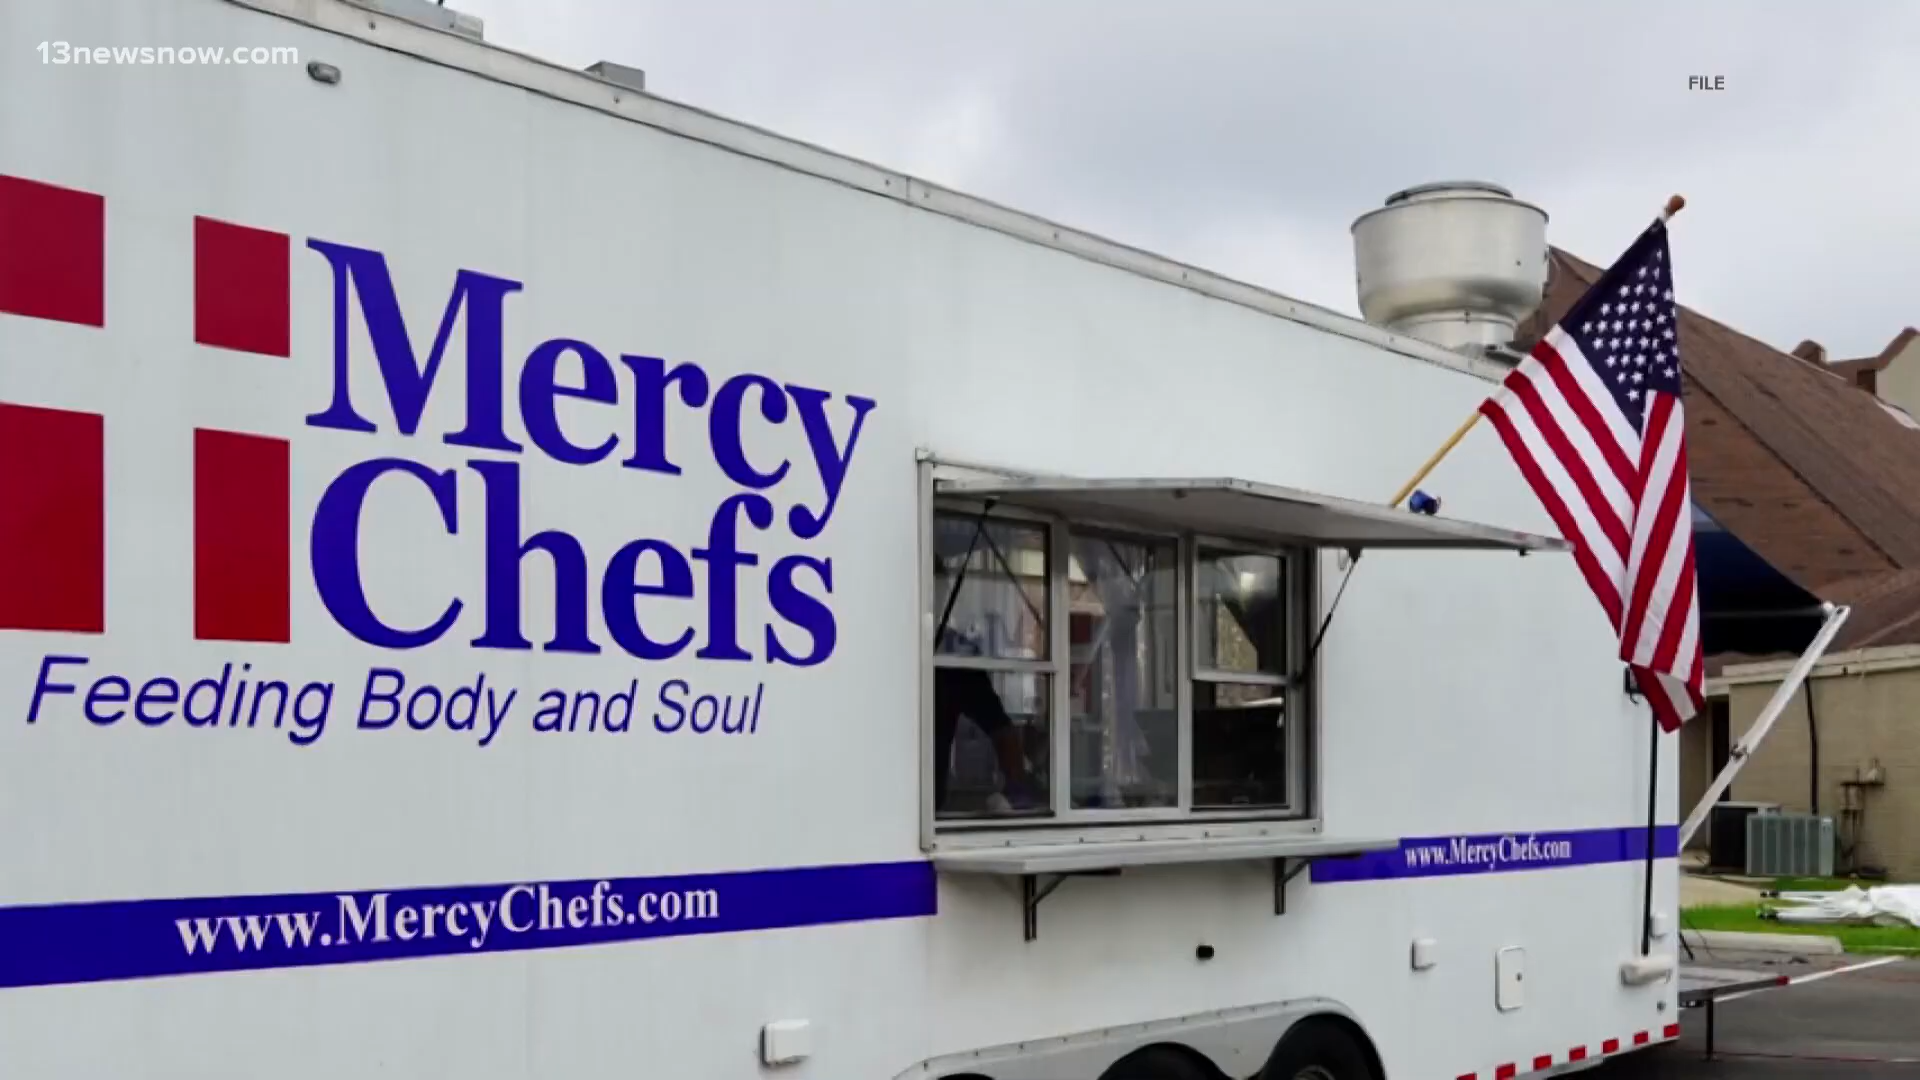 13newsnow.com
FILE
Mercy
Chefs
Feeding Body and Soul
www.MercyChefs.com
www.MercyChefs.com